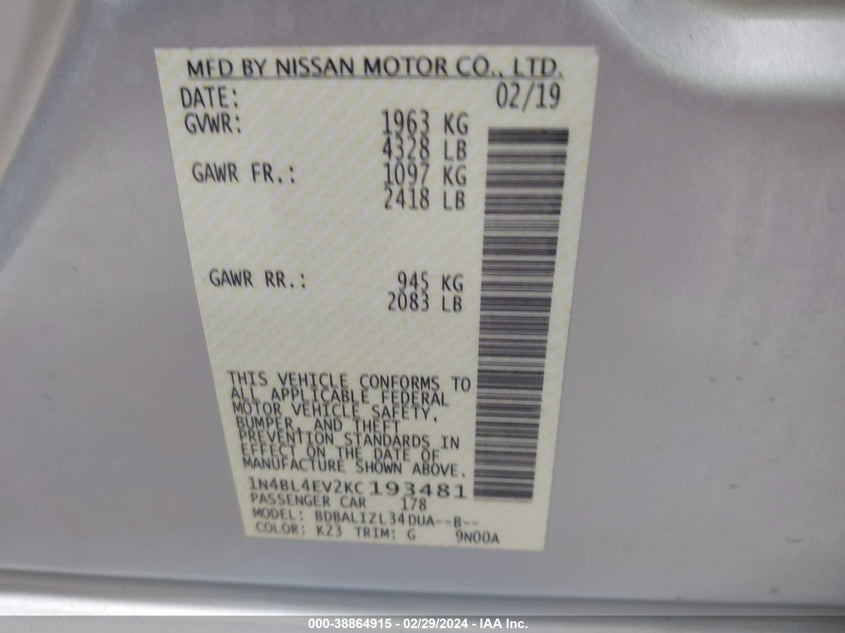 MFD BY NISSAN MOTOR CO., LTD.
DATE: 02/19
GVWR: 1963 KG
4328 LB
GAWR FR.: 1097 KG
2418 LB
GAWR RR.: 945 KG
2083 LB
THIS VEHICLE CONFORMS TO
ALL APPLICABLE FEDERAL
MOTOR VEHICLE SAFETY,
BUMPER, AND THEFT
PREVENTION STANDARDS IN
EFFECT ON THE DATE OF
MANUFACTURE SHOWN ABOVE.
1N4BL4EV2KC193481
PASSENGER CAR 178
MODEL: BDBALIZL34DUA--B--
COLOR: K23 TRIM: G 9N00A
000-38864915 - 02/29/2024 - IAA Inc.